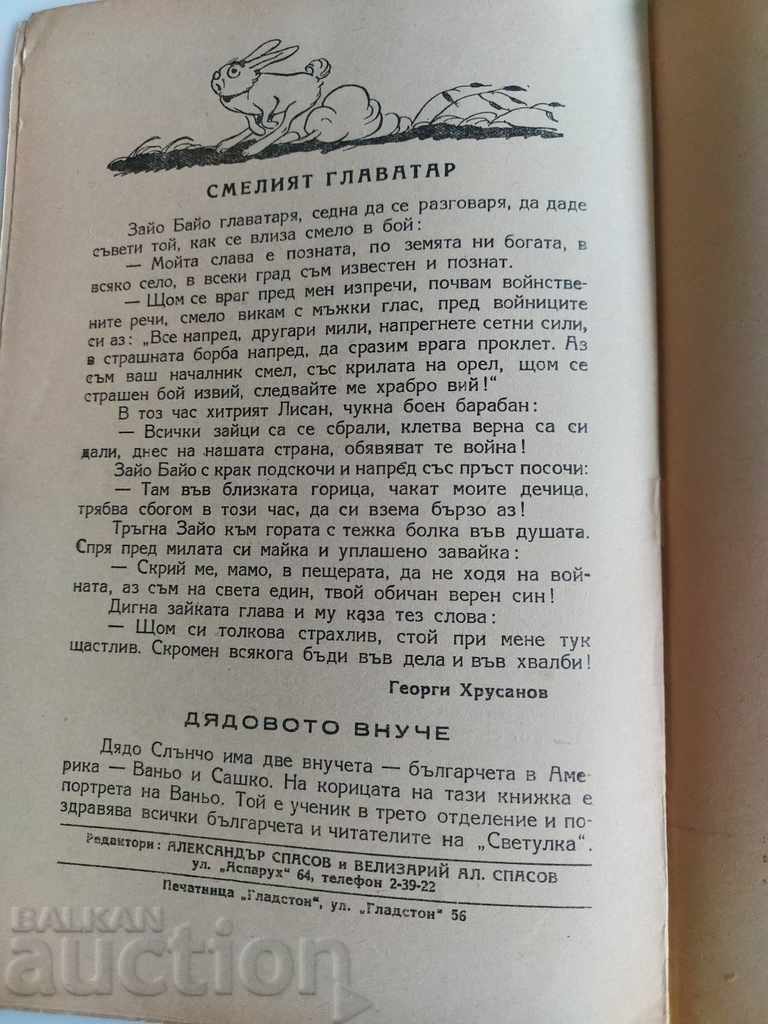 СМЕЛИЯТ ГЛАВАТАР
Зайо Байо главатаря, седна да се разговаря, да даде
съвети той, как се влиза смело в бой:
— Мойта слава е позната, по земята ни богата, в
всяко село, в всеки град съм известен и познат.
— Щом се враг пред мен изпречи, почвам войнстве-
ните речи, смело викам с мъжки глас, пред войниците
си аз: „Все напред, другари мили, напрегнете сетни сили,
в страшната борба напред, да сразим врага проклет. Аз
съм ваш началник смел, със крилата на орел, щом се
страшен бой извий, следвайте ме храбро вий!“
В тоз час хитрият Лисан, чукна боен барабан:
— Всички зайци са се сбрали, клетва верна са си
дали, днес на нашата страна, обявяват те война!
Зайо Байо с крак подскочи и напред със пръст посочи:
— Там във близката горица, чакат моите дечица,
трябва сбогом в този час, да си взема бързо аз!
Тръгна Зайо към гората с тежка болка във душата.
Спря пред милата си майка и уплашено завайка:
— Скрий ме, мамо, в пещерата, да не ходя на вой-
ната, аз съм на света един, твой обичан верен син!
Дигна зайката глава и му каза тез слова:
— Щом си толкова страхлив, стой при мене тук
щастлив. Скромен всякога бъди във дела и във хвалби!
Георги Хрусанов
ДЯДОВОТО ВНУЧЕ
Дядо Слънчо има две внучета — българчета в Аме-
рика — Ваньо и Сашко. На корицата на тази книжка е
портрета на Ваньо. Той е ученик в трето отделение и по-
здравява всички българчета и читателите на „Светулка“.
Редактори: АЛЕКСАНДЪР СПАСОВ и ВЕЛИЗАРИЙ АЛ. СПАСОВ
ул. „Аспарух“ 64, телефон 2-39-22
Печатница „Гладстон“, ул. „Гладстон“ 56
BALKAN
auction